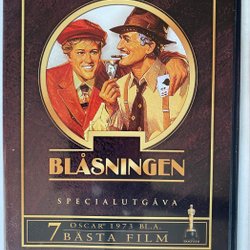 BLÅSNINGEN
SPECIALUTGÅVA
7 OSCAR 1973 BL.A.
BÄSTA FILM